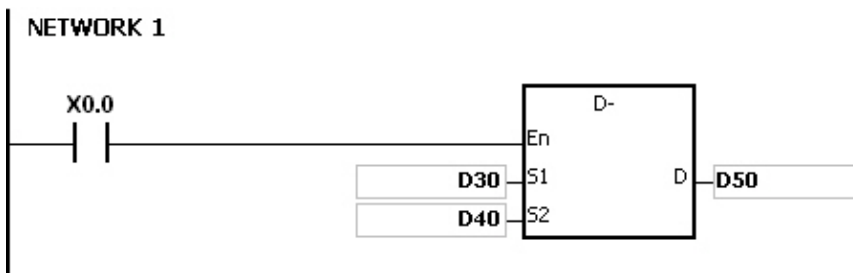 NETWORK 1
X0.0
D-
En
D30 S1 D D50
D40 S2